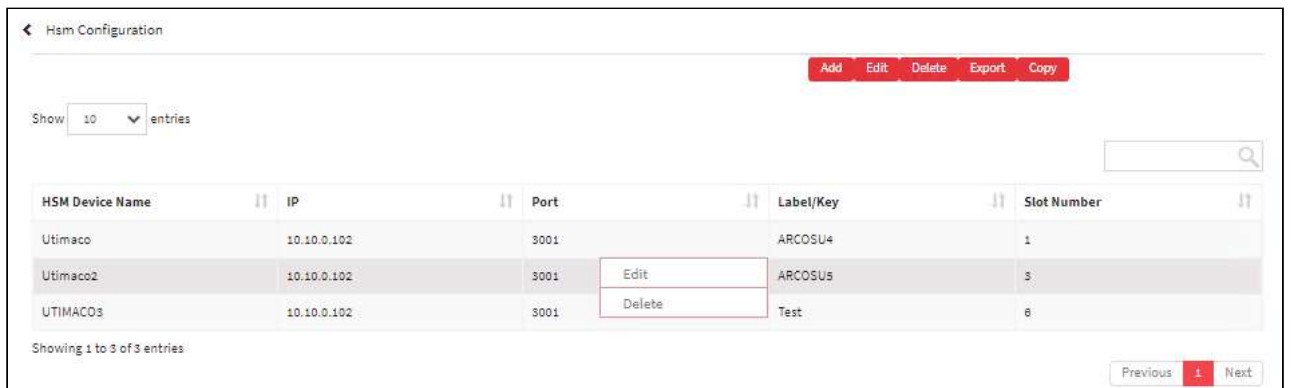 Hsm Configuration
Add Edit Delete Export Copy
Show 10 entries
HSM Device Name IP Port Label/Key Slot Number
Utimaco 10.10.0.102 3001 ARCOSU4 1
Utimaco2 10.10.0.102 3001 Edit ARCOSU5 3
Delete
UTIMACO3 10.10.0.102 3001 Test 6
Showing 1 to 3 of 3 entries
Previous 1 Next